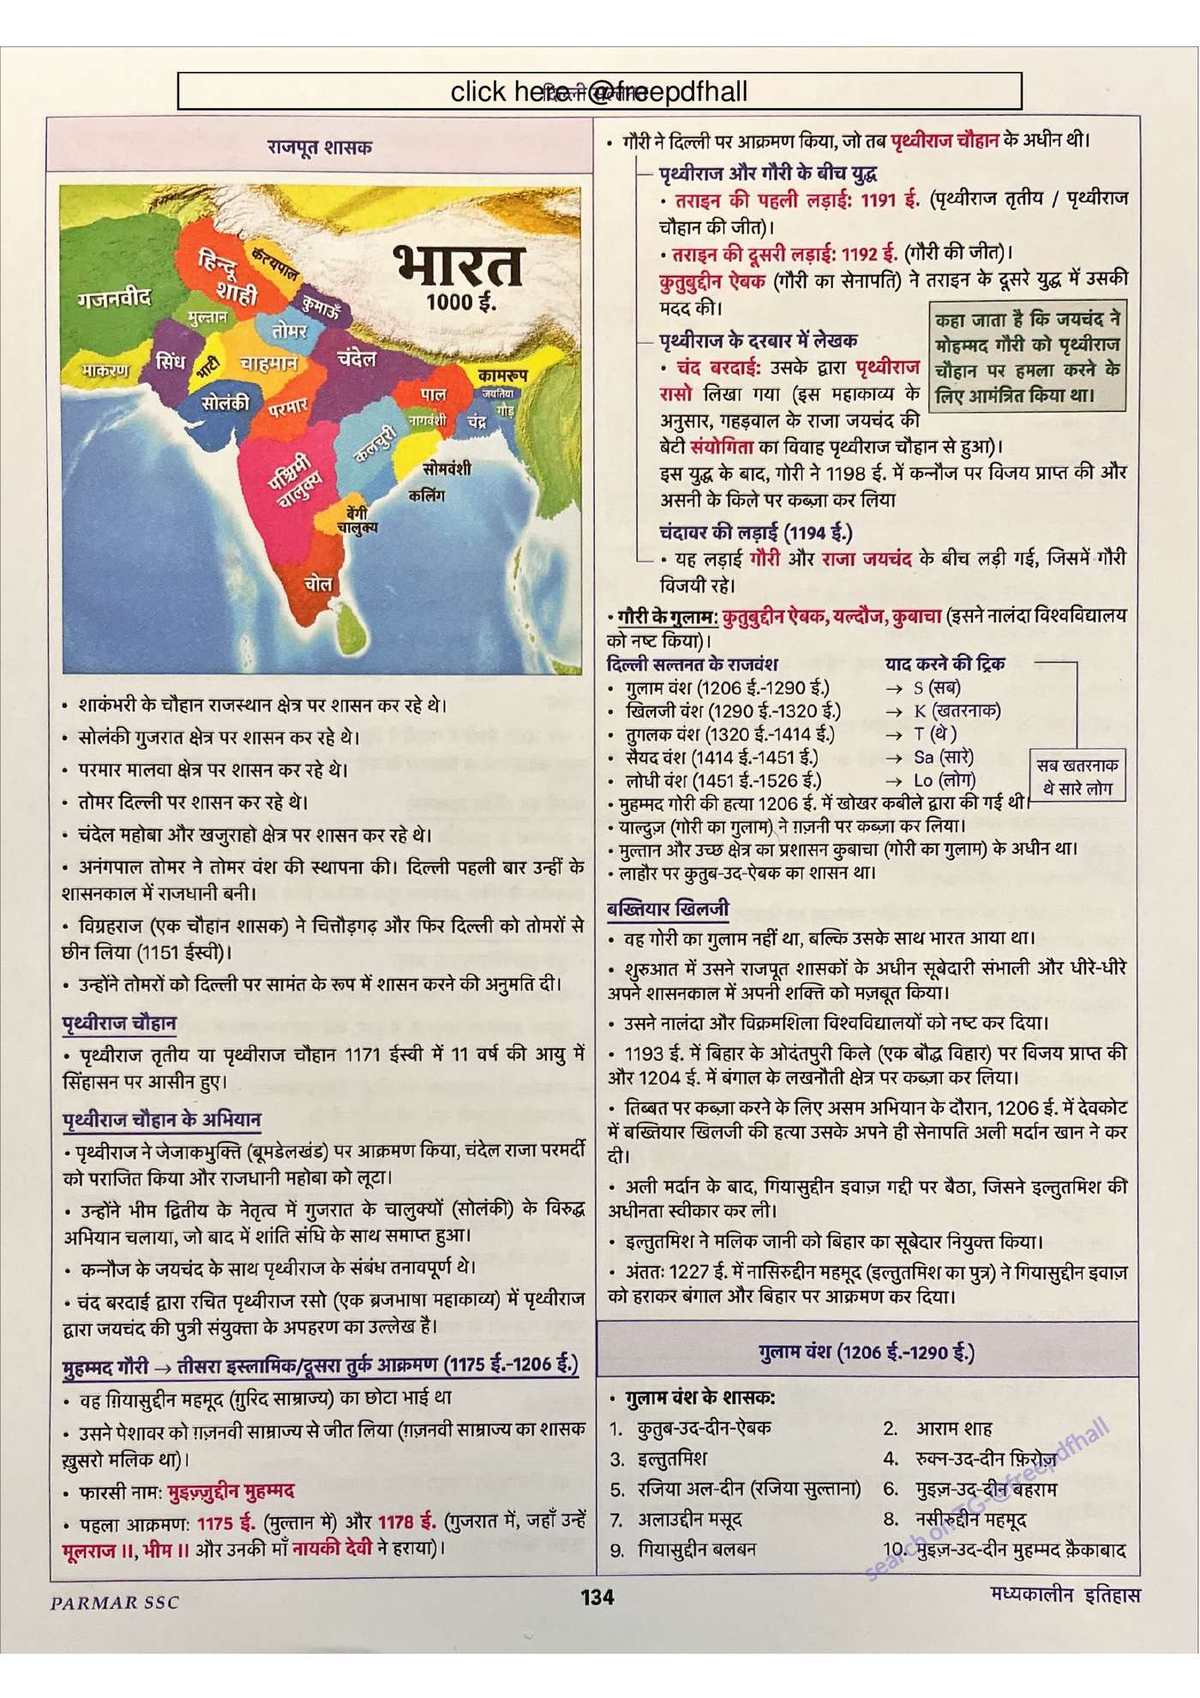 click here - @freepdfhall
राजपूत शासक
भारत
1000 ई.
गजनवीद
हिन्दू
शाही
कत्यपाल
कुमाऊँ
मुल्तान
तोमर
माकरण
सिंध
भाटी
चाहमान
चंदेल
कामरूप
सोलंकी
परमार
पाल
जयंतिया
गौड़
नागवंशी
चंद्र
कलचुरी
पश्चिमी
चालुक्य
सोमवंशी
कलिंग
बेंगी
चालुक्य
चोल
• शाकंभरी के चौहान राजस्थान क्षेत्र पर शासन कर रहे थे।
• सोलंकी गुजरात क्षेत्र पर शासन कर रहे थे।
• परमार मालवा क्षेत्र पर शासन कर रहे थे।
• तोमर दिल्ली पर शासन कर रहे थे।
• चंदेल महोबा और खजुराहो क्षेत्र पर शासन कर रहे थे।
• अनंगपाल तोमर ने तोमर वंश की स्थापना की। दिल्ली पहली बार उन्हीं के
शासनकाल में राजधानी बनी।
• विग्रहराज (एक चौहान शासक) ने चित्तौड़गढ़ और फिर दिल्ली को तोमरों से
छीन लिया (1151 ईस्वी)।
• उन्होंने तोमरों को दिल्ली पर सामंत के रूप में शासन करने की अनुमति दी।
पृथ्वीराज चौहान
• पृथ्वीराज तृतीय या पृथ्वीराज चौहान 1171 ईस्वी में 11 वर्ष की आयु में
सिंहासन पर आसीन हुए।
पृथ्वीराज चौहान के अभियान
• पृथ्वीराज ने जेजाकभुक्ति (बूमडेलखंड) पर आक्रमण किया, चंदेल राजा परमर्दी
को पराजित किया और राजधानी महोबा को लूटा।
• उन्होंने भीम द्वितीय के नेतृत्व में गुजरात के चालुक्यों (सोलंकी) के विरुद्ध
अभियान चलाया, जो बाद में शांति संधि के साथ समाप्त हुआ।
• कन्नौज के जयचंद के साथ पृथ्वीराज के संबंध तनावपूर्ण थे।
• चंद बरदाई द्वारा रचित पृथ्वीराज रसो (एक ब्रजभाषा महाकाव्य) में पृथ्वीराज
द्वारा जयचंद की पुत्री संयुक्ता के अपहरण का उल्लेख है।
मुहम्मद गौरी → तीसरा इस्लामिक/दूसरा तुर्क आक्रमण (1175 ई.-1206 ई.)
• वह ग़ियासुद्दीन महमूद (ग़ुरिद साम्राज्य) का छोटा भाई था
• उसने पेशावर को ग़ज़नवी साम्राज्य से जीत लिया (ग़ज़नवी साम्राज्य का शासक
ख़ुसरो मलिक था)।
• फारसी नाम: मुइज़्ज़ुद्दीन मुहम्मद
• पहला आक्रमण: 1175 ई. (मुल्तान में) और 1178 ई. (गुजरात में, जहाँ उन्हें
मूलराज II, भीम II और उनकी माँ नायकी देवी ने हराया)।
• गौरी ने दिल्ली पर आक्रमण किया, जो तब पृथ्वीराज चौहान के अधीन थी।
पृथ्वीराज और गौरी के बीच युद्ध
• तराइन की पहली लड़ाई: 1191 ई. (पृथ्वीराज तृतीय / पृथ्वीराज
चौहान की जीत)।
• तराइन की दूसरी लड़ाई: 1192 ई. (गौरी की जीत)।
कुतुबुद्दीन ऐबक (गौरी का सेनापति) ने तराइन के दूसरे युद्ध में उसकी
मदद की।
पृथ्वीराज के दरबार में लेखक
• चंद बरदाई: उसके द्वारा पृथ्वीराज
रासो लिखा गया (इस महाकाव्य के
अनुसार, गहड़वाल के राजा जयचंद की
बेटी संयोगिता का विवाह पृथ्वीराज चौहान से हुआ)।
कहा जाता है कि जयचंद ने
मोहम्मद गौरी को पृथ्वीराज
चौहान पर हमला करने के
लिए आमंत्रित किया था।
इस युद्ध के बाद, गोरी ने 1198 ई. में कन्नौज पर विजय प्राप्त की और
असनी के किले पर कब्ज़ा कर लिया
चंदावर की लड़ाई (1194 ई.)
• यह लड़ाई गौरी और राजा जयचंद के बीच लड़ी गई, जिसमें गौरी
विजयी रहे।
• गौरी के गुलाम: कुतुबुद्दीन ऐबक, यल्दौज, कुबाचा (इसने नालंदा विश्वविद्यालय
को नष्ट किया)।
दिल्ली सल्तनत के राजवंश याद करने की ट्रिक
• गुलाम वंश (1206 ई.-1290 ई.) → S (सब)
• खिलजी वंश (1290 ई.-1320 ई.) → K (खतरनाक)
• तुगलक वंश (1320 ई.-1414 ई.) → T (थे )
• सैयद वंश (1414 ई.-1451 ई.) → Sa (सारे)
• लोधी वंश (1451 ई.-1526 ई.) → Lo (लोग)
सब खतरनाक
थे सारे लोग
• मुहम्मद गोरी की हत्या 1206 ई. में खोखर कबीले द्वारा की गई थी।
• याल्दुज़ (गोरी का गुलाम) ने ग़ज़नी पर कब्ज़ा कर लिया।
• मुल्तान और उच्छ क्षेत्र का प्रशासन कुबाचा (गोरी का गुलाम) के अधीन था।
• लाहौर पर कुतुब-उद-ऐबक का शासन था।
बख्तियार खिलजी
• वह गोरी का गुलाम नहीं था, बल्कि उसके साथ भारत आया था।
• शुरुआत में उसने राजपूत शासकों के अधीन सूबेदारी संभाली और धीरे-धीरे
अपने शासनकाल में अपनी शक्ति को मज़बूत किया।
• उसने नालंदा और विक्रमशिला विश्वविद्यालयों को नष्ट कर दिया।
• 1193 ई. में बिहार के ओदंतपुरी किले (एक बौद्ध विहार) पर विजय प्राप्त की
और 1204 ई. में बंगाल के लखनौती क्षेत्र पर कब्ज़ा कर लिया।
• तिब्बत पर कब्ज़ा करने के लिए असम अभियान के दौरान, 1206 ई. में देवकोट
में बख्तियार खिलजी की हत्या उसके अपने ही सेनापति अली मर्दान खान ने कर
दी।
• अली मर्दान के बाद, गियासुद्दीन इवाज़ गद्दी पर बैठा, जिसने इल्तुतमिश की
अधीनता स्वीकार कर ली।
• इल्तुतमिश ने मलिक जानी को बिहार का सूबेदार नियुक्त किया।
• अंततः 1227 ई. में नासिरुद्दीन महमूद (इल्तुतमिश का पुत्र) ने गियासुद्दीन इवाज़
को हराकर बंगाल और बिहार पर आक्रमण कर दिया।
गुलाम वंश (1206 ई.-1290 ई.)
• गुलाम वंश के शासक:
1. कुतुब-उद-दीन-ऐबक 2. आराम शाह
3. इल्तुतमिश 4. रुक्न-उद-दीन फ़िरोज़
5. रजिया अल-दीन (रजिया सुल्ताना) 6. मुइज़-उद-दीन बहराम
7. अलाउद्दीन मसूद 8. नसीरुद्दीन महमूद
9. गियासुद्दीन बलबन 10. मुइज़-उद-दीन मुहम्मद क़ैकाबाद
search on TG-@freepdfhall
PARMAR SSC 134 मध्यकालीन इतिहास